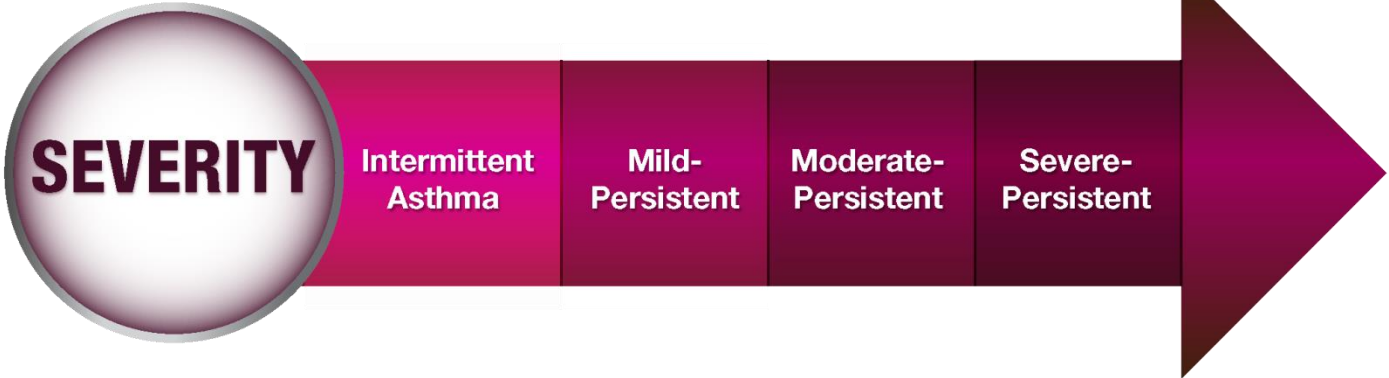 SEVERITY
Intermittent
Asthma
Mild-
Persistent
Moderate-
Persistent
Severe-
Persistent